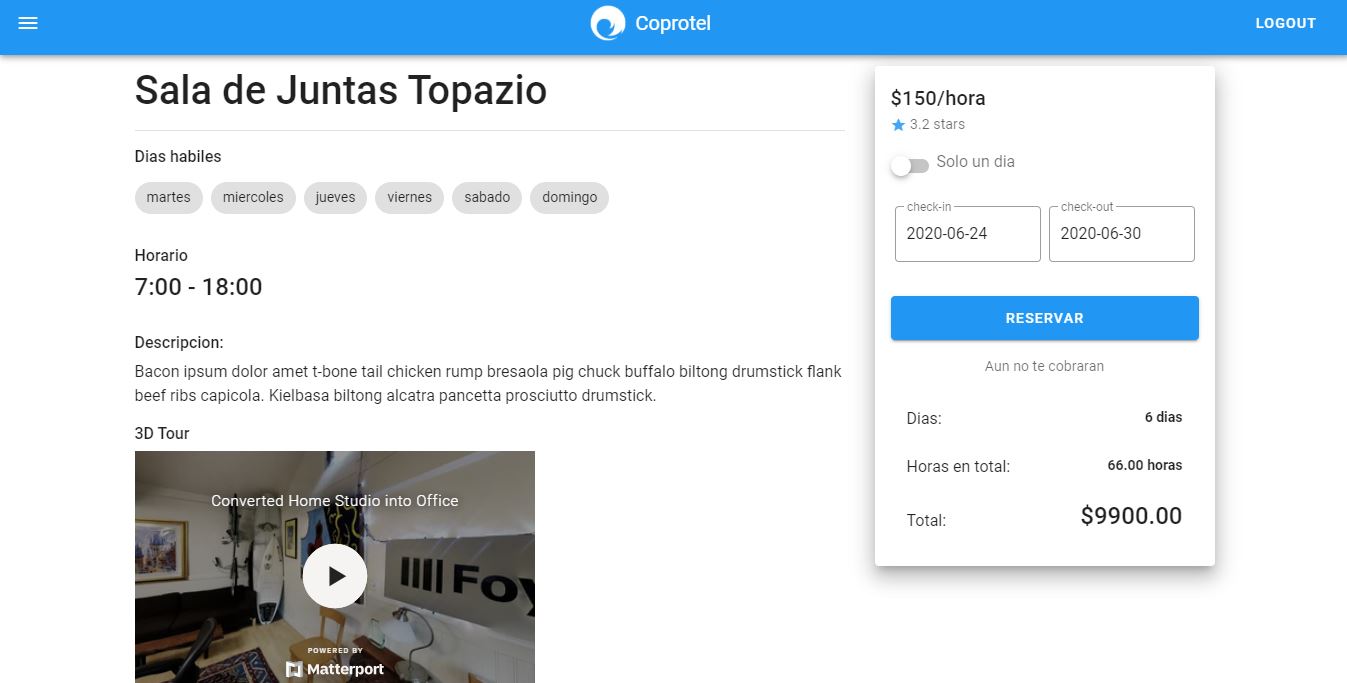 Coprotel
LOGOUT
Sala de Juntas Topazio
Dias habiles
martes miercoles jueves viernes sabado domingo
Horario
7:00 - 18:00
Descripcion:
Bacon ipsum dolor amet t-bone tail chicken rump bresaola pig chuck buffalo biltong drumstick flank
beef ribs capicola. Kielbasa biltong alcatra pancetta prosciutto drumstick.
3D Tour
Converted Home Studio into Office
POWERED BY
Matterport
$150/hora
3.2 stars
Solo un dia
check-in check-out
2020-06-24 2020-06-30
RESERVAR
Aun no te cobraran
Dias: 6 dias
Horas en total: 66.00 horas
Total: $9900.00